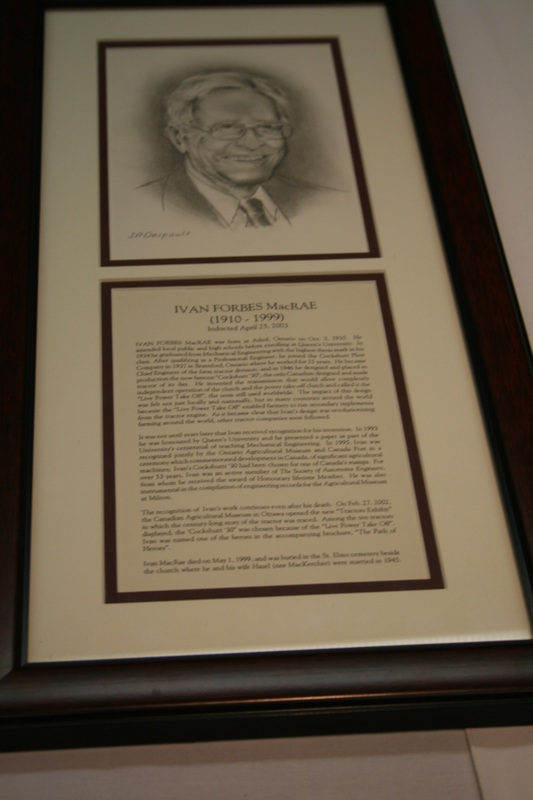 IVAN FORBES MacRAE
(1910 - 1999)
Inducted April 25, 2003
IVAN FORBES MacRAE was born at Athol, Ontario on Oct. 3, 1910. He
attended local public and high schools before enrolling at Queen's University. In
1934 he graduated from Mechanical Engineering with the highest thesis mark in his
class. After qualifying as a Professional Engineer he joined the Cockshutt Plow
Company in 1937 in Brantford, Ontario where he worked for 25 years. He became
Chief Engineer of the farm tractor division, and in 1946 he designed and placed in
production the now famous "Cockshutt '30", the only Canadian designed and made
tractor of its day. He invented the transmission that would allow completely
independent operation of the clutch and the power take-off clutch and called it the
"Live Power Take Off", the term still used worldwide. The impact of this design
was felt not just locally and nationally, but in many countries around the world
because the "Live Power Take Off" enabled farmers to run secondary implements
from the tractor engine. As it became clear that Ivan's design was revolutionizing
farming around the world, other tractor companies soon followed.
It was not until years later that Ivan received recognition for his invention. In 1993
he was honoured by Queen's University and he presented a paper as part of the
University's centennial of teaching Mechanical Engineering. In 1995, Ivan was
recognized jointly by the Ontario Agricultural Museum and Canada Post in a
ceremony which commemorated development in Canada, of significant agricultural
machines; Ivan's Cockshutt '30 had been chosen for one of Canada's stamps. For
over 35 years, Ivan was an active member of The Society of Automotive Engineers,
from whom he received the award of Honourary Lifetime Member. He was also
instrumental in the compilation of engineering records for the Agricultural Museum
at Milton.
The recognition of Ivan's work continues even after his death. On Feb. 27, 2002,
the Canadian Agricultural Museum in Ottawa opened the new "Tractors Exhibit"
in which the century-long story of the tractor was traced. Among the ten tractors
displayed, the 'Cockshutt '30" was chosen because of the "Live Power Take Off".
Ivan was named one of the heroes in the accompanying brochure, "The Path of
Heroes".
Ivan MacRae died on May 1, 1999, and was buried in the St. Elmo cemetery beside
the church where he and his wife Hazel (nee MacKercher) were married in 1945.